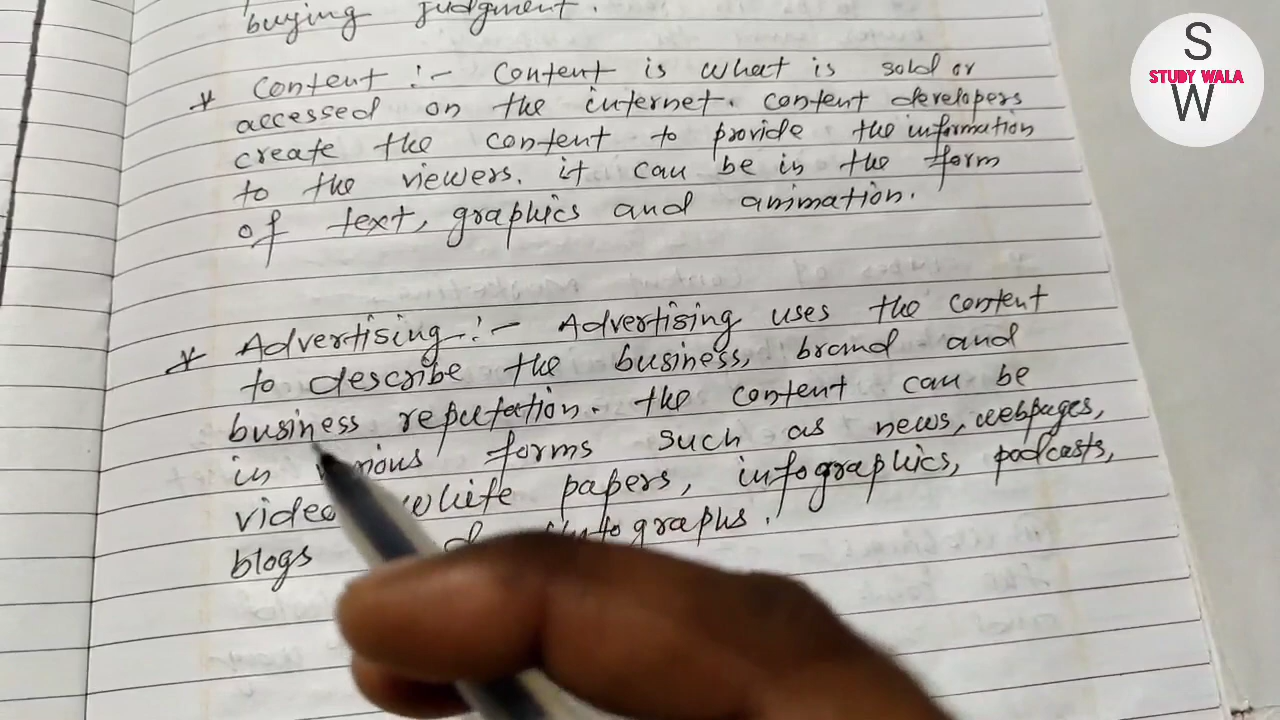 buying judgment.
* Content :- Content is what is sold or
accessed on the internet. Content developers
create the content to provide the information
to the viewers. it can be in the form
of text, graphics and animation.
* Advertising :- Advertising uses the content
to describe the business, brand and
business reputation. the content can be
in forms such as news, webpages,
video white papers, infographics, podcasts,
blogs
S
STUDY WALA
W